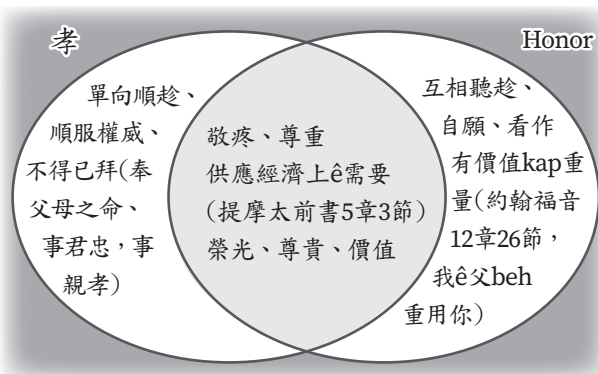 孝
Honor
單向順趁、
順服權威、
不得已拜(奉
父母之命、
事君忠，事
親孝)
敬疼、尊重
供應經濟上ê需要
(提摩太前書5章3節)
榮光、尊貴、價值
互相聽趁、
自願、看作
有價值kap重
量(約翰福音
12章26節，
我ê父beh
重用你)